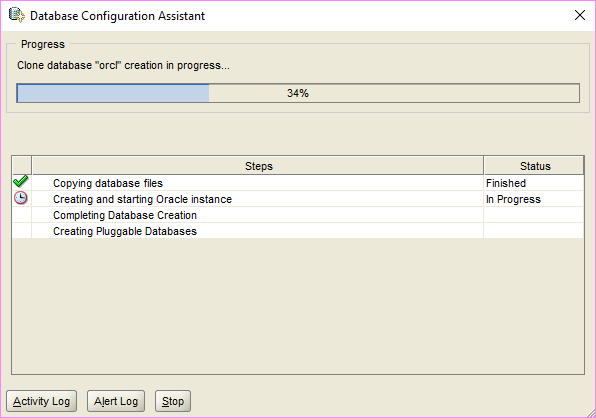 Database Configuration Assistant
Progress
Clone database "orcl" creation in progress...
34%
Steps Status
Copying database files Finished
Creating and starting Oracle instance In Progress
Completing Database Creation
Creating Pluggable Databases
Activity Log Alert Log Stop